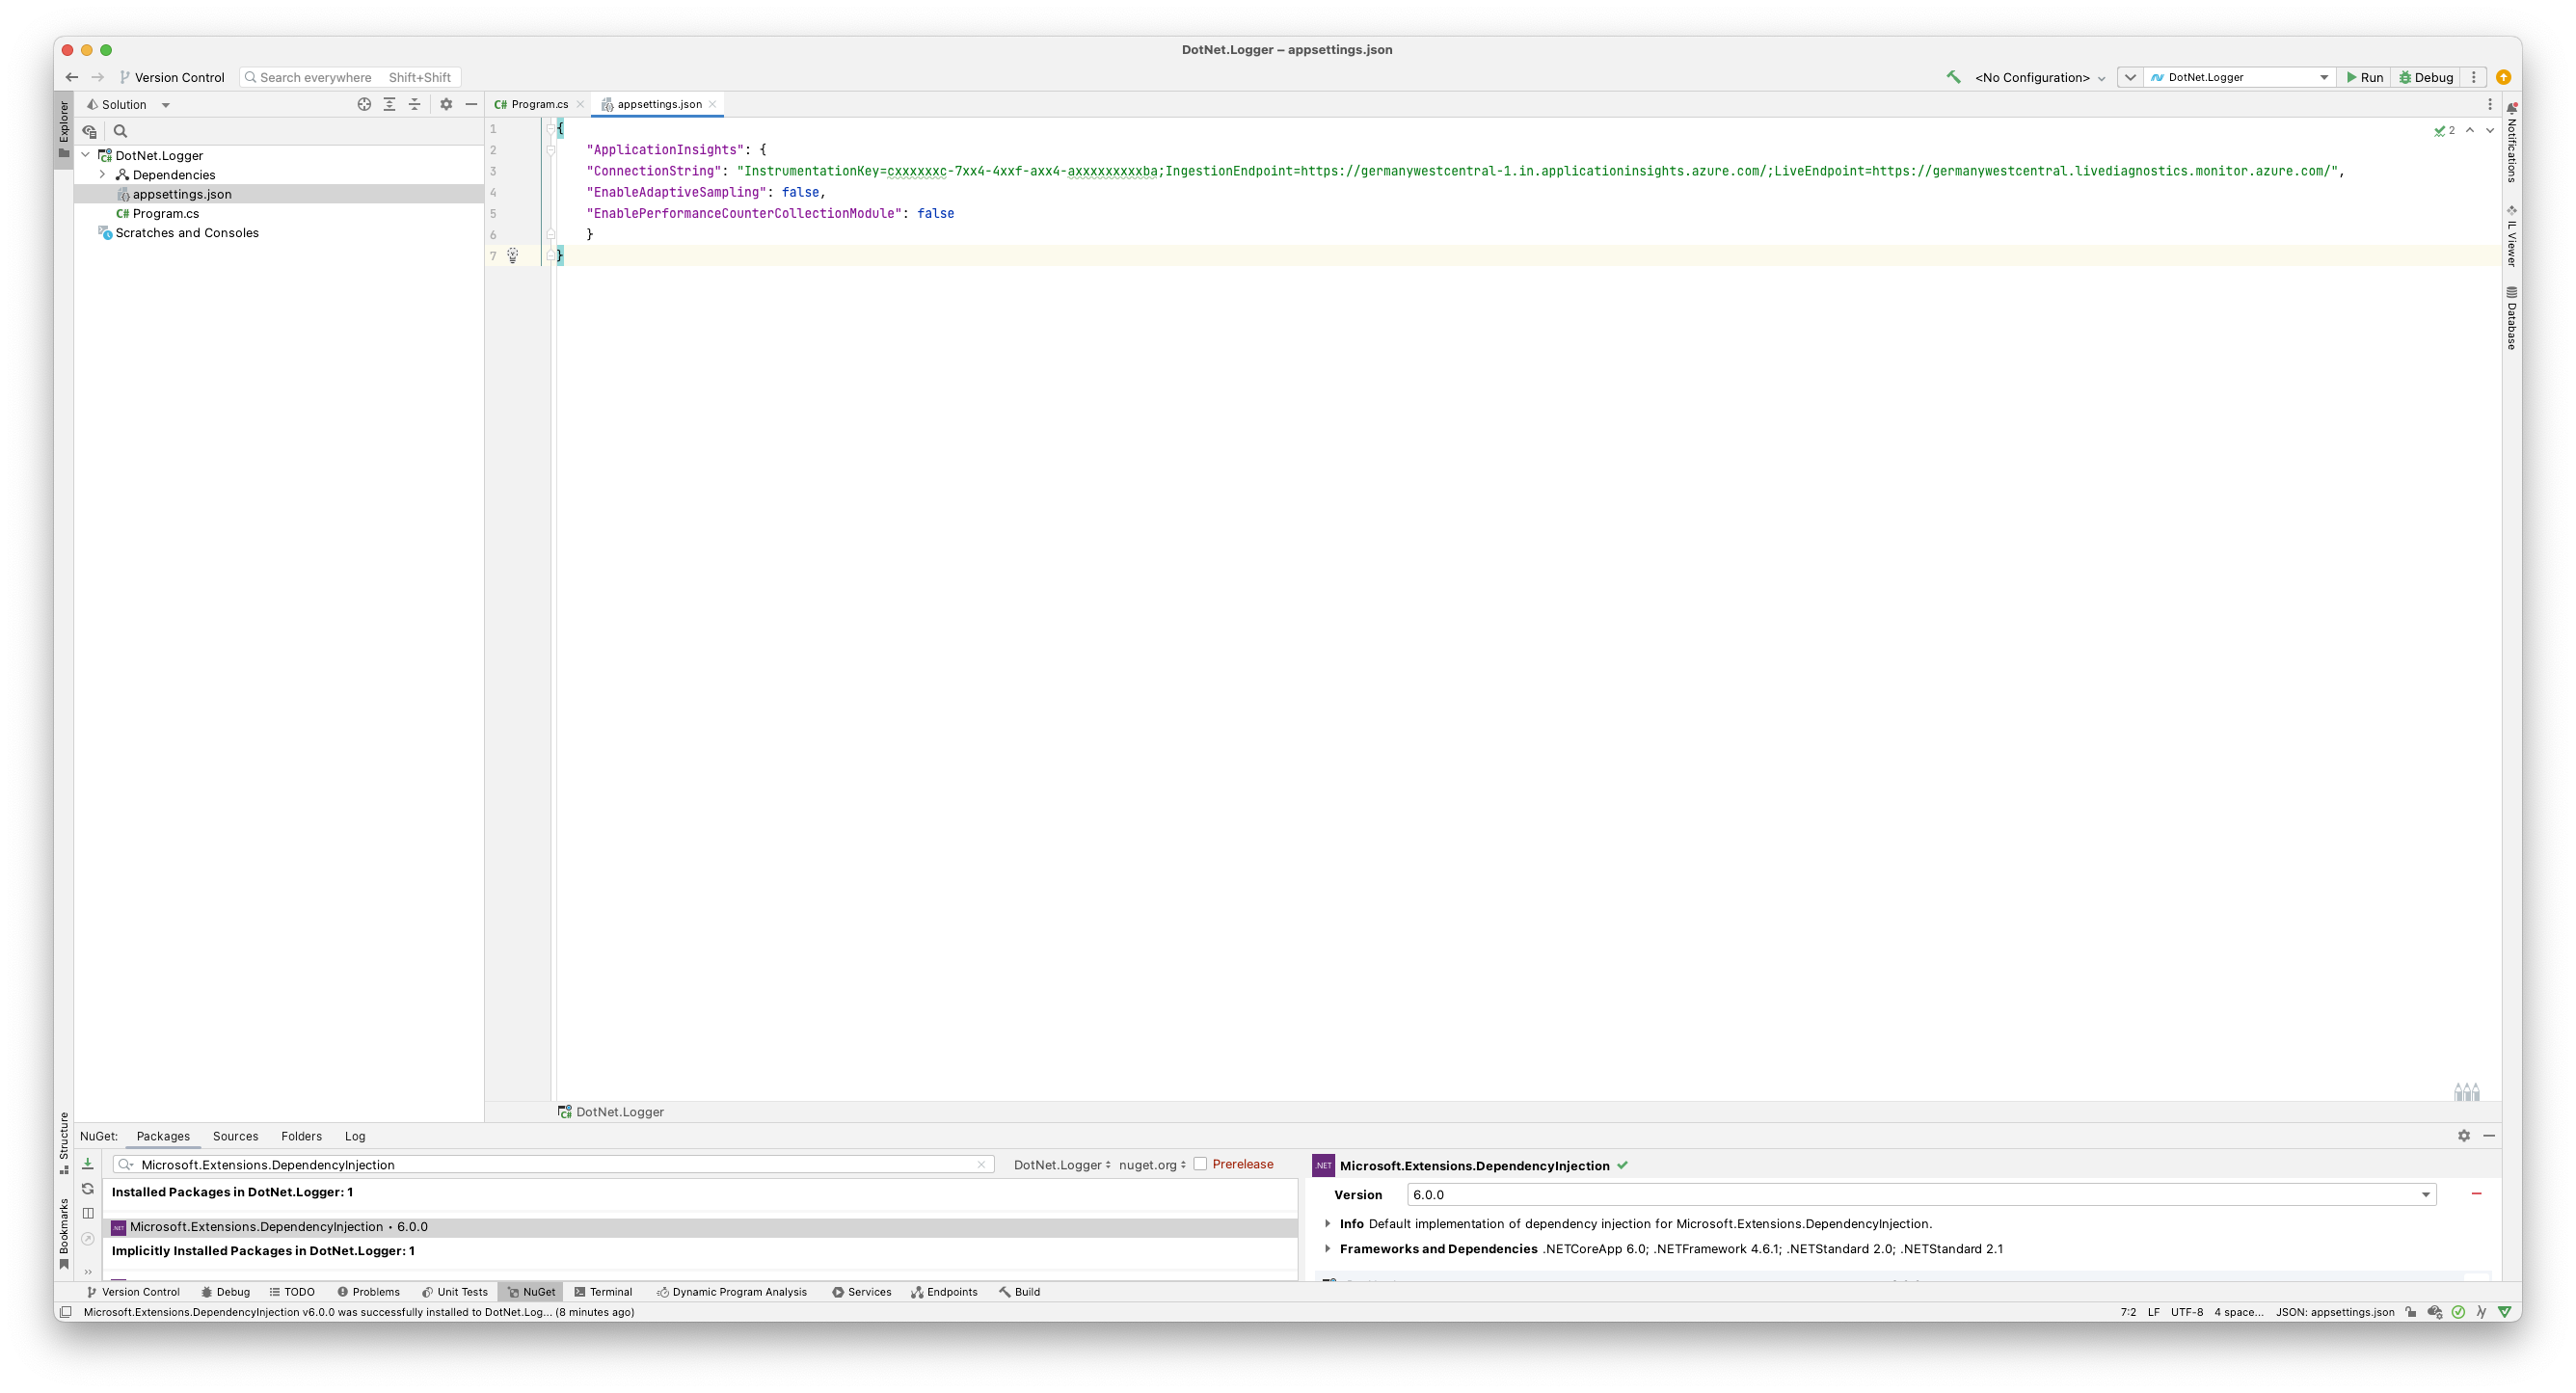 DotNet.Logger – appsettings.json
Version Control
Search everywhere Shift+Shift
<No Configuration>
DotNet.Logger
Run
Debug
Explorer
Solution
C# Program.cs
appsettings.json
DotNet.Logger
Dependencies
appsettings.json
C# Program.cs
Scratches and Consoles
1 {
2 "ApplicationInsights": {
3 "ConnectionString": "InstrumentationKey=cxxxxxxc-7xx4-4xxf-axx4-axxxxxxxxxba;IngestionEndpoint=https://germanywestcentral-1.in.applicationinsights.azure.com/;LiveEndpoint=https://germanywestcentral.livediagnostics.monitor.azure.com/",
4 "EnableAdaptiveSampling": false,
5 "EnablePerformanceCounterCollectionModule": false
6 }
7 }
2
Notifications
IL Viewer
Database
DotNet.Logger
Structure
Bookmarks
NuGet: Packages Sources Folders Log
Microsoft.Extensions.DependencyInjection
DotNet.Logger nuget.org Prerelease
Installed Packages in DotNet.Logger: 1
.NET Microsoft.Extensions.DependencyInjection • 6.0.0
Implicitly Installed Packages in DotNet.Logger: 1
.NET Microsoft.Extensions.DependencyInjection
Version 6.0.0
Info Default implementation of dependency injection for Microsoft.Extensions.DependencyInjection.
Frameworks and Dependencies .NETCoreApp 6.0; .NETFramework 4.6.1; .NETStandard 2.0; .NETStandard 2.1
Version Control Debug TODO Problems Unit Tests NuGet Terminal Dynamic Program Analysis Services Endpoints Build
Microsoft.Extensions.DependencyInjection v6.0.0 was successfully installed to DotNet.Log... (8 minutes ago)
7:2 LF UTF-8 4 space... JSON: appsettings.json